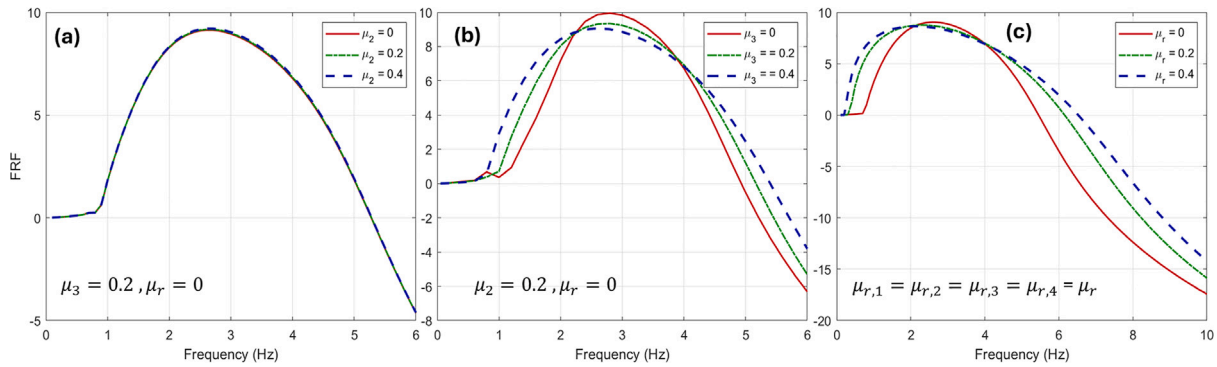 (a)
μ₂ = 0
μ₂ = 0.2
μ₂ = 0.4
μ₃ = 0.2 , μᵣ = 0
10
5
0
-5
FRF
0 1 2 3 4 5 6
Frequency (Hz)
(b)
μ₃ = 0
μ₃ == 0.2
μ₃ == 0.4
μ₂ = 0.2 , μᵣ = 0
10
8
6
4
2
0
-2
-4
-6
-8
0 1 2 3 4 5 6
Frequency (Hz)
(c)
μᵣ = 0
μᵣ = 0.2
μᵣ = 0.4
μᵣ,₁ = μᵣ,₂ = μᵣ,₃ = μᵣ,₄ = μᵣ
10
5
0
-5
-10
-15
-20
0 2 4 6 8 10
Frequency (Hz)